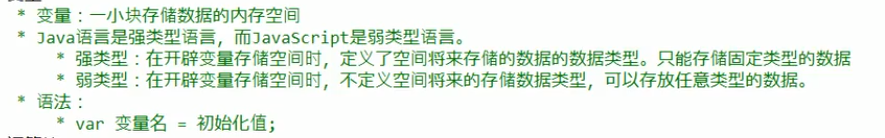 * 变量：一小块存储数据的内存空间
* Java语言是强类型语言，而JavaScript是弱类型语言。
* 强类型：在开辟变量存储空间时，定义了空间将来存储的数据的数据类型。只能存储固定类型的数据
* 弱类型：在开辟变量存储空间时，不定义空间将来的存储数据类型，可以存放任意类型的数据。
* 语法：
* var 变量名 = 初始化值;